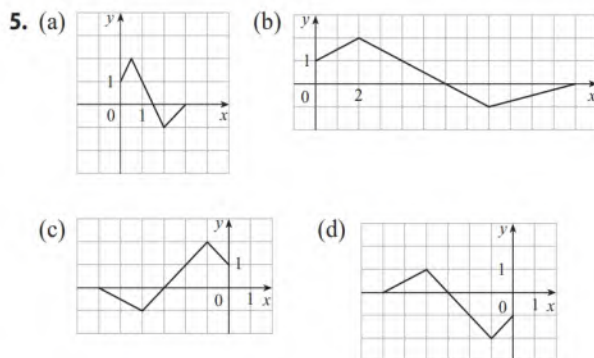 5. (a) (b)
y y
1 1
0 1 x 0 2 x
(c) (d)
y y
1 1
0 1 x 0 1 x